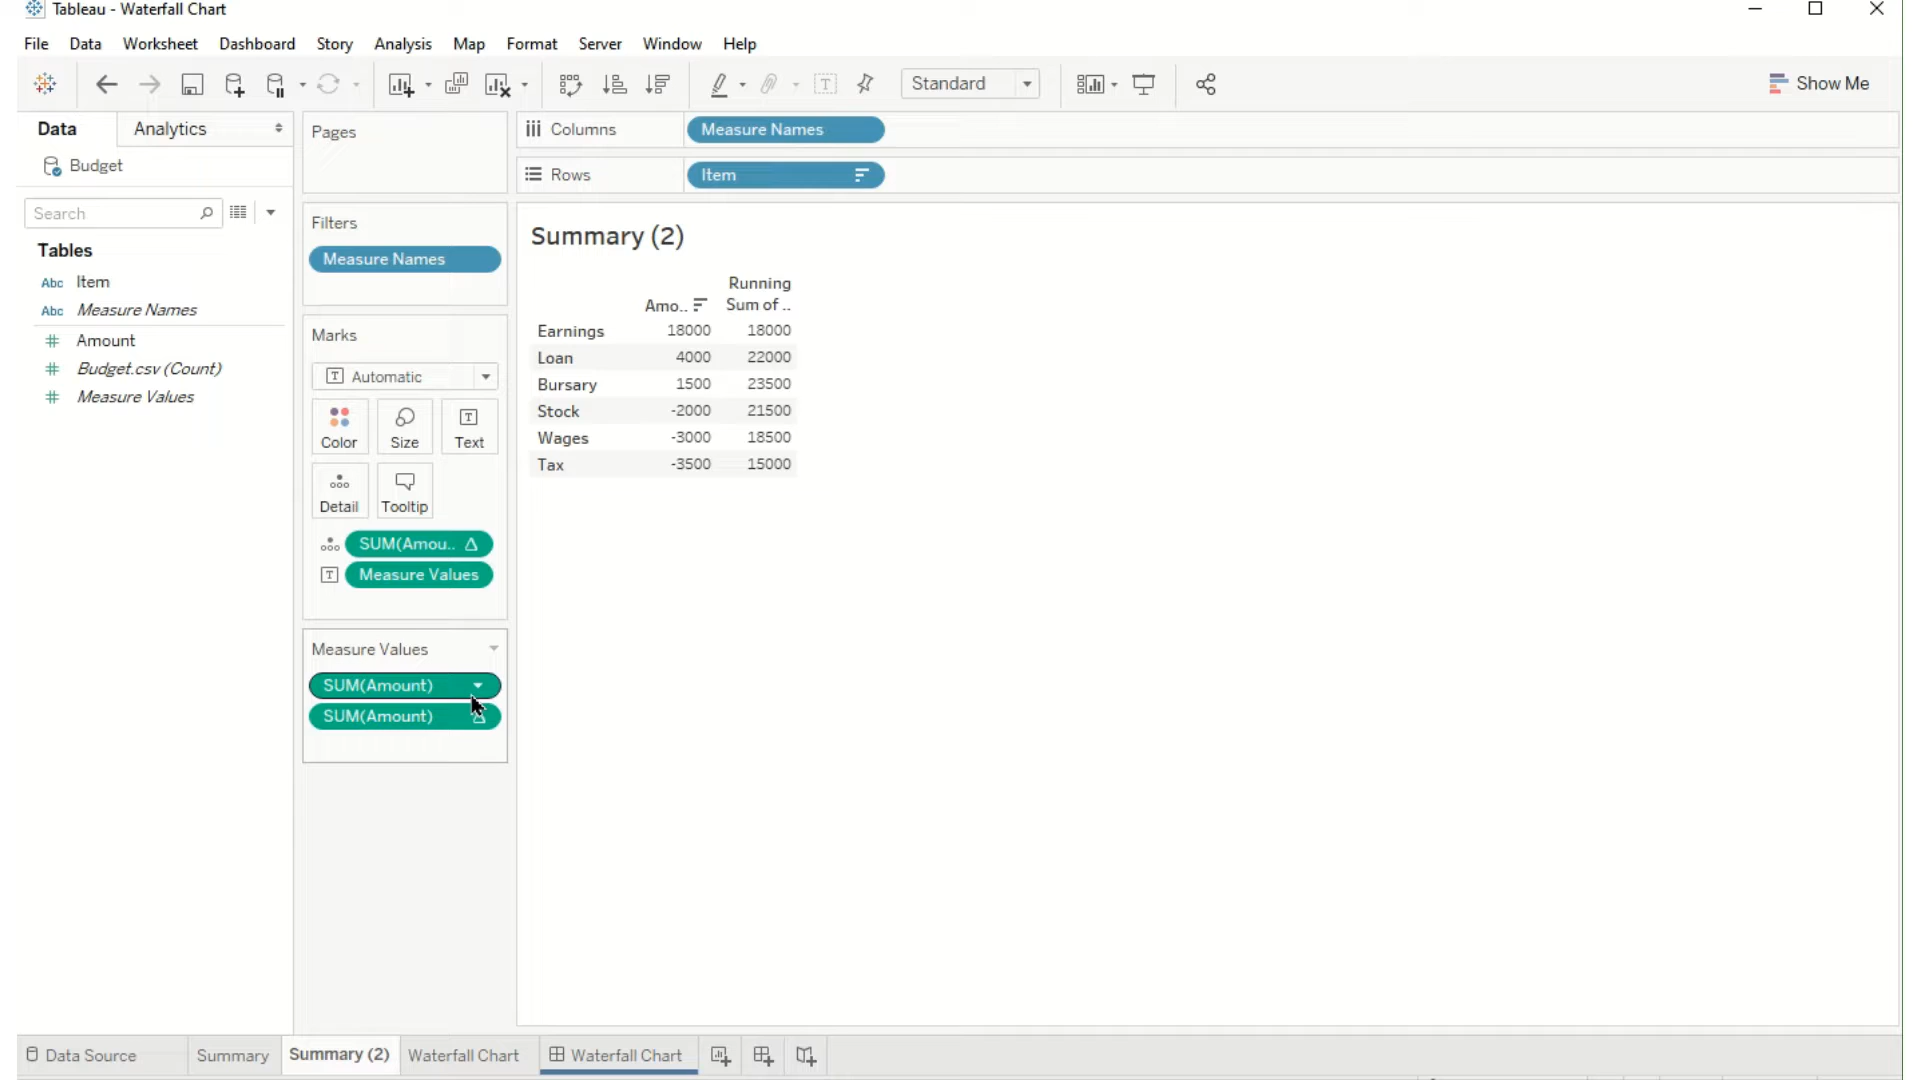 Tableau - Waterfall Chart
File Data Worksheet Dashboard Story Analysis Map Format Server Window Help
Standard
Show Me
Data
Analytics
Budget
Search
Tables
Abc Item
Abc Measure Names
Amount
Budget.csv (Count)
Measure Values
Pages
Filters
Measure Names
Marks
T Automatic
Color
Size
Text
Detail
Tooltip
SUM(Amou..
T Measure Values
Measure Values
SUM(Amount)
SUM(Amount)
Columns
Measure Names
Rows
Item
Summary (2)
Running
Amo.. Sum of ..
Earnings 18000 18000
Loan 4000 22000
Bursary 1500 23500
Stock -2000 21500
Wages -3000 18500
Tax -3500 15000
Data Source
Summary
Summary (2)
Waterfall Chart
Waterfall Chart